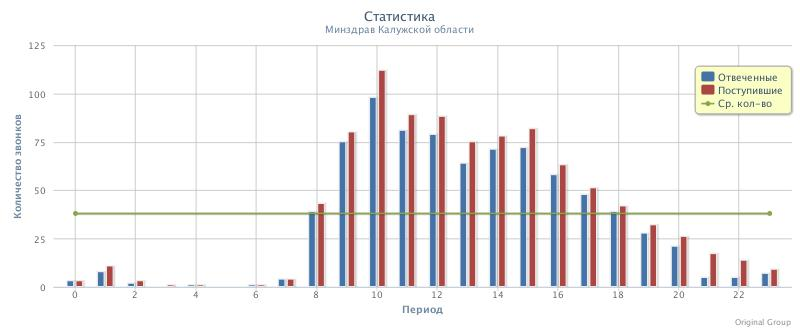 Статистика
Минздрав Калужской области
Количество звонков
125
100
75
50
25
0
Отвеченные
Поступившие
Ср. кол-во
0 2 4 6 8 10 12 14 16 18 20 22
Период
Original Group